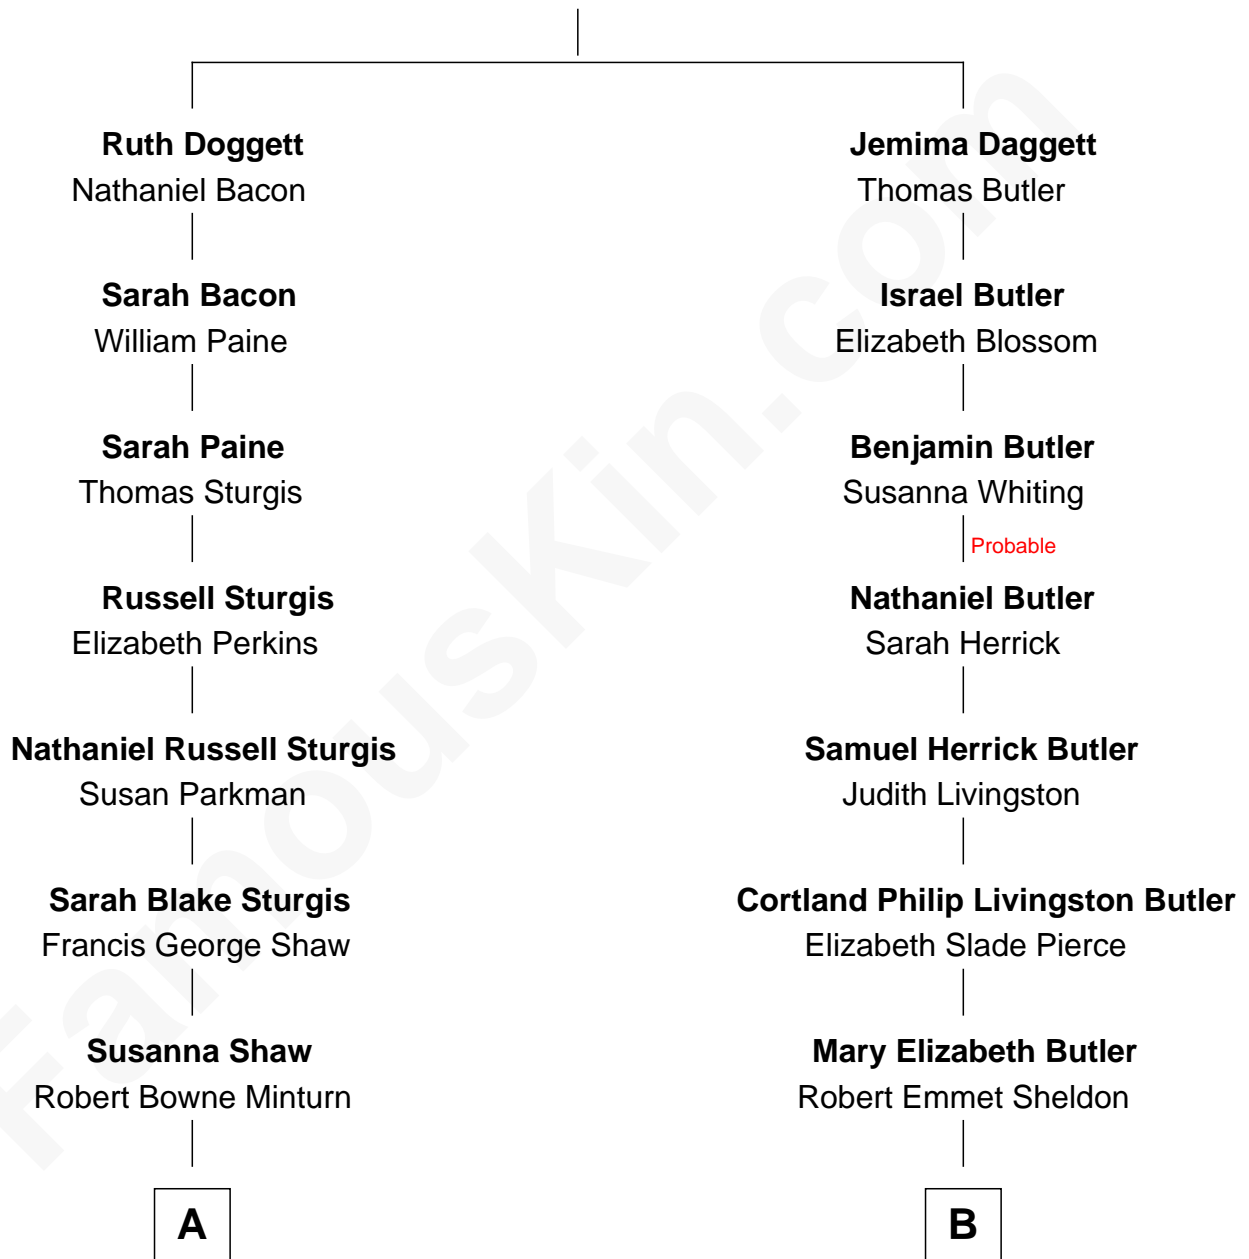 Ruth Doggett
Nathaniel Bacon
Jemima Daggett
Thomas Butler
Sarah Bacon
William Paine
Israel Butler
Elizabeth Blossom
Sarah Paine
Thomas Sturgis
Benjamin Butler
Susanna Whiting
Probable
Russell Sturgis
Elizabeth Perkins
Nathaniel Butler
Sarah Herrick
Nathaniel Russell Sturgis
Susan Parkman
Samuel Herrick Butler
Judith Livingston
Sarah Blake Sturgis
Francis George Shaw
Cortland Philip Livingston Butler
Elizabeth Slade Pierce
Susanna Shaw
Robert Bowne Minturn
Mary Elizabeth Butler
Robert Emmet Sheldon
A
B
FamousKin.com